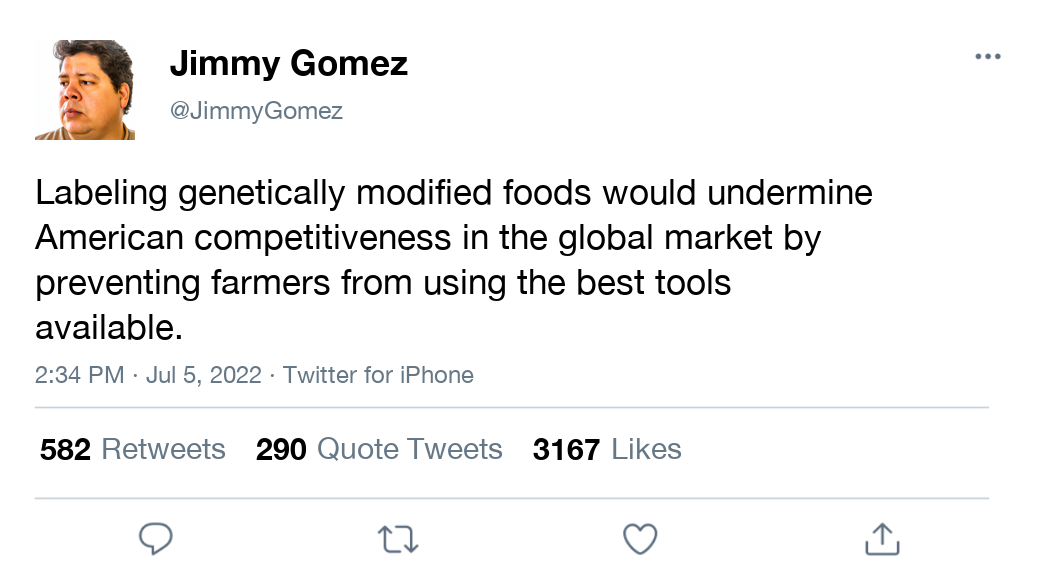 Jimmy Gomez
@JimmyGomez
Labeling genetically modified foods would undermine
American competitiveness in the global market by
preventing farmers from using the best tools
available.
2:34 PM · Jul 5, 2022 · Twitter for iPhone
582 Retweets 290 Quote Tweets 3167 Likes